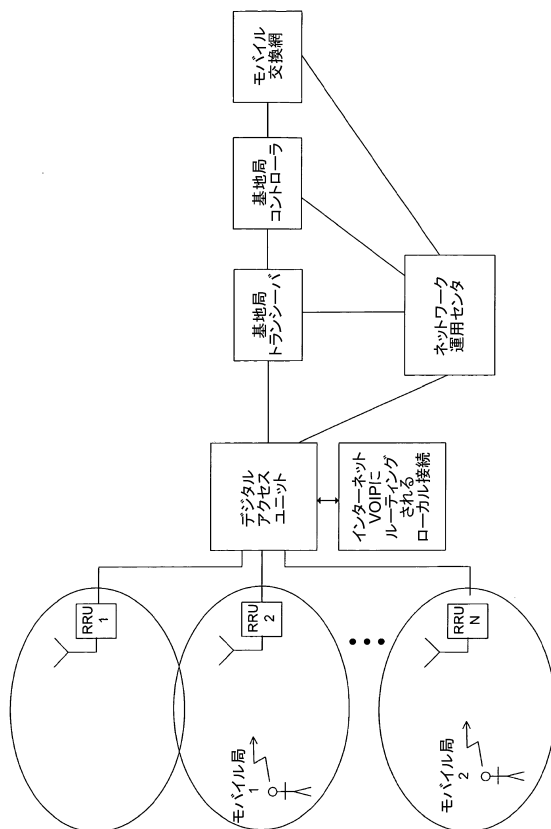 モバイル
交換網
基地局
コントローラ
基地局
トランシーバ
ネットワーク
運用センタ
デジタル
アクセス
ユニット
インターネット
VOIPに
ルーティング
される
ローカル接続
RRU
1
RRU
2
RRU
N
モバイル局
1
モバイル局
2